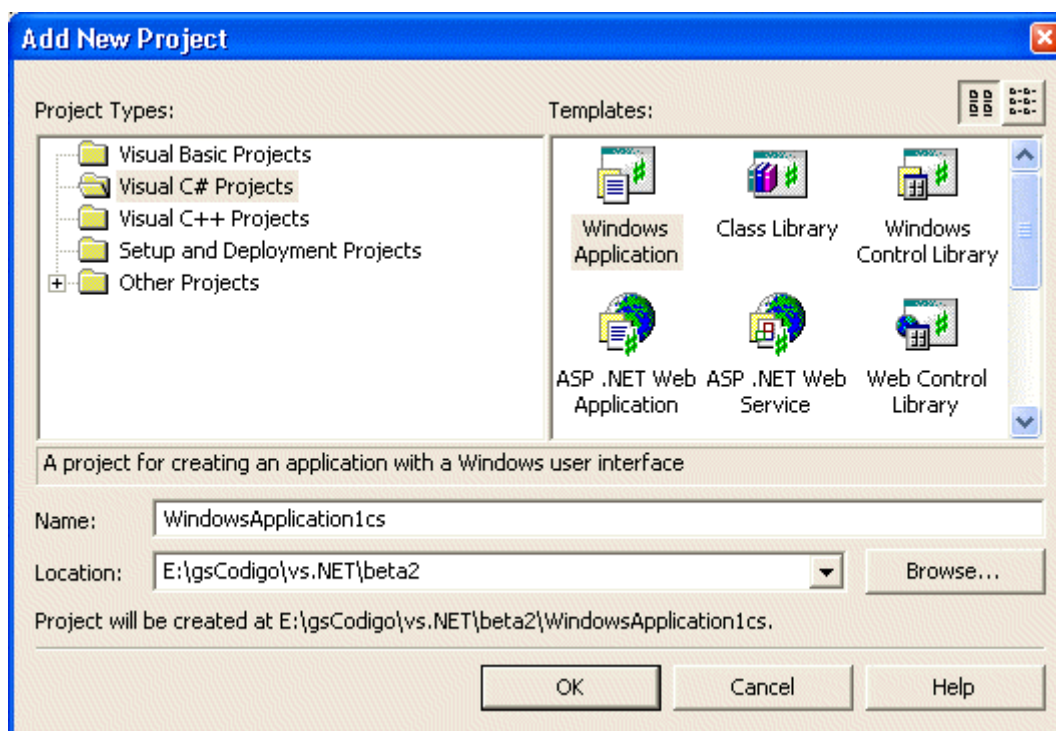 Add New Project
Project Types:
Templates:
Visual Basic Projects
Visual C# Projects
Visual C++ Projects
Setup and Deployment Projects
Other Projects
Windows
Application
Class Library
Windows
Control Library
ASP .NET Web
Application
ASP .NET Web
Service
Web Control
Library
A project for creating an application with a Windows user interface
Name:
WindowsApplication1cs
Location:
E:\gsCodigo\vs.NET\beta2
Browse...
Project will be created at E:\gsCodigo\vs.NET\beta2\WindowsApplication1cs.
OK
Cancel
Help